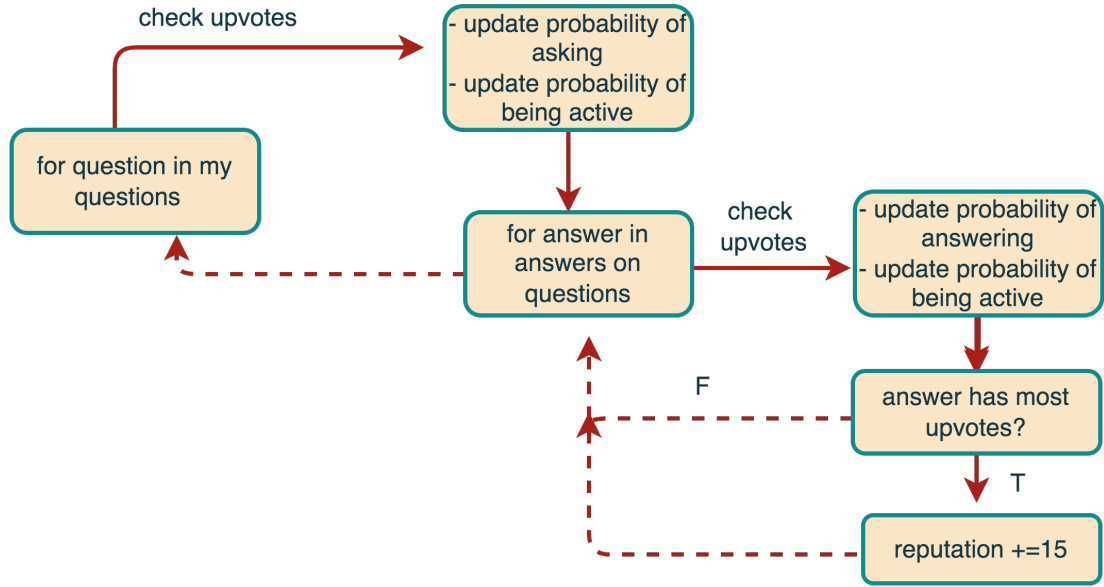 check upvotes
- update probability of
asking
- update probability of
being active
for question in my
questions
for answer in
answers on
questions
check
upvotes
- update probability of
answering
- update probability of
being active
F
answer has most
upvotes?
T
reputation +=15